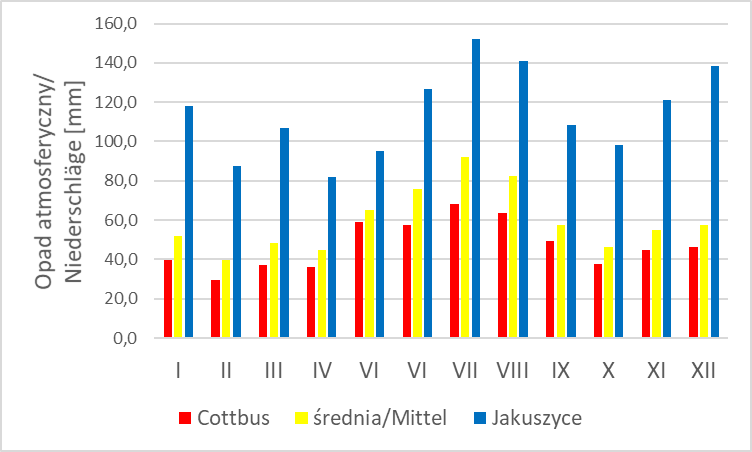 160,0
140,0
120,0
100,0
80,0
60,0
40,0
20,0
0,0
Opad atmosferyczny/
Niederschläge [mm]
I II III IV VI VI VII VIII IX X XI XII
Cottbus średnia/Mittel Jakuszyce